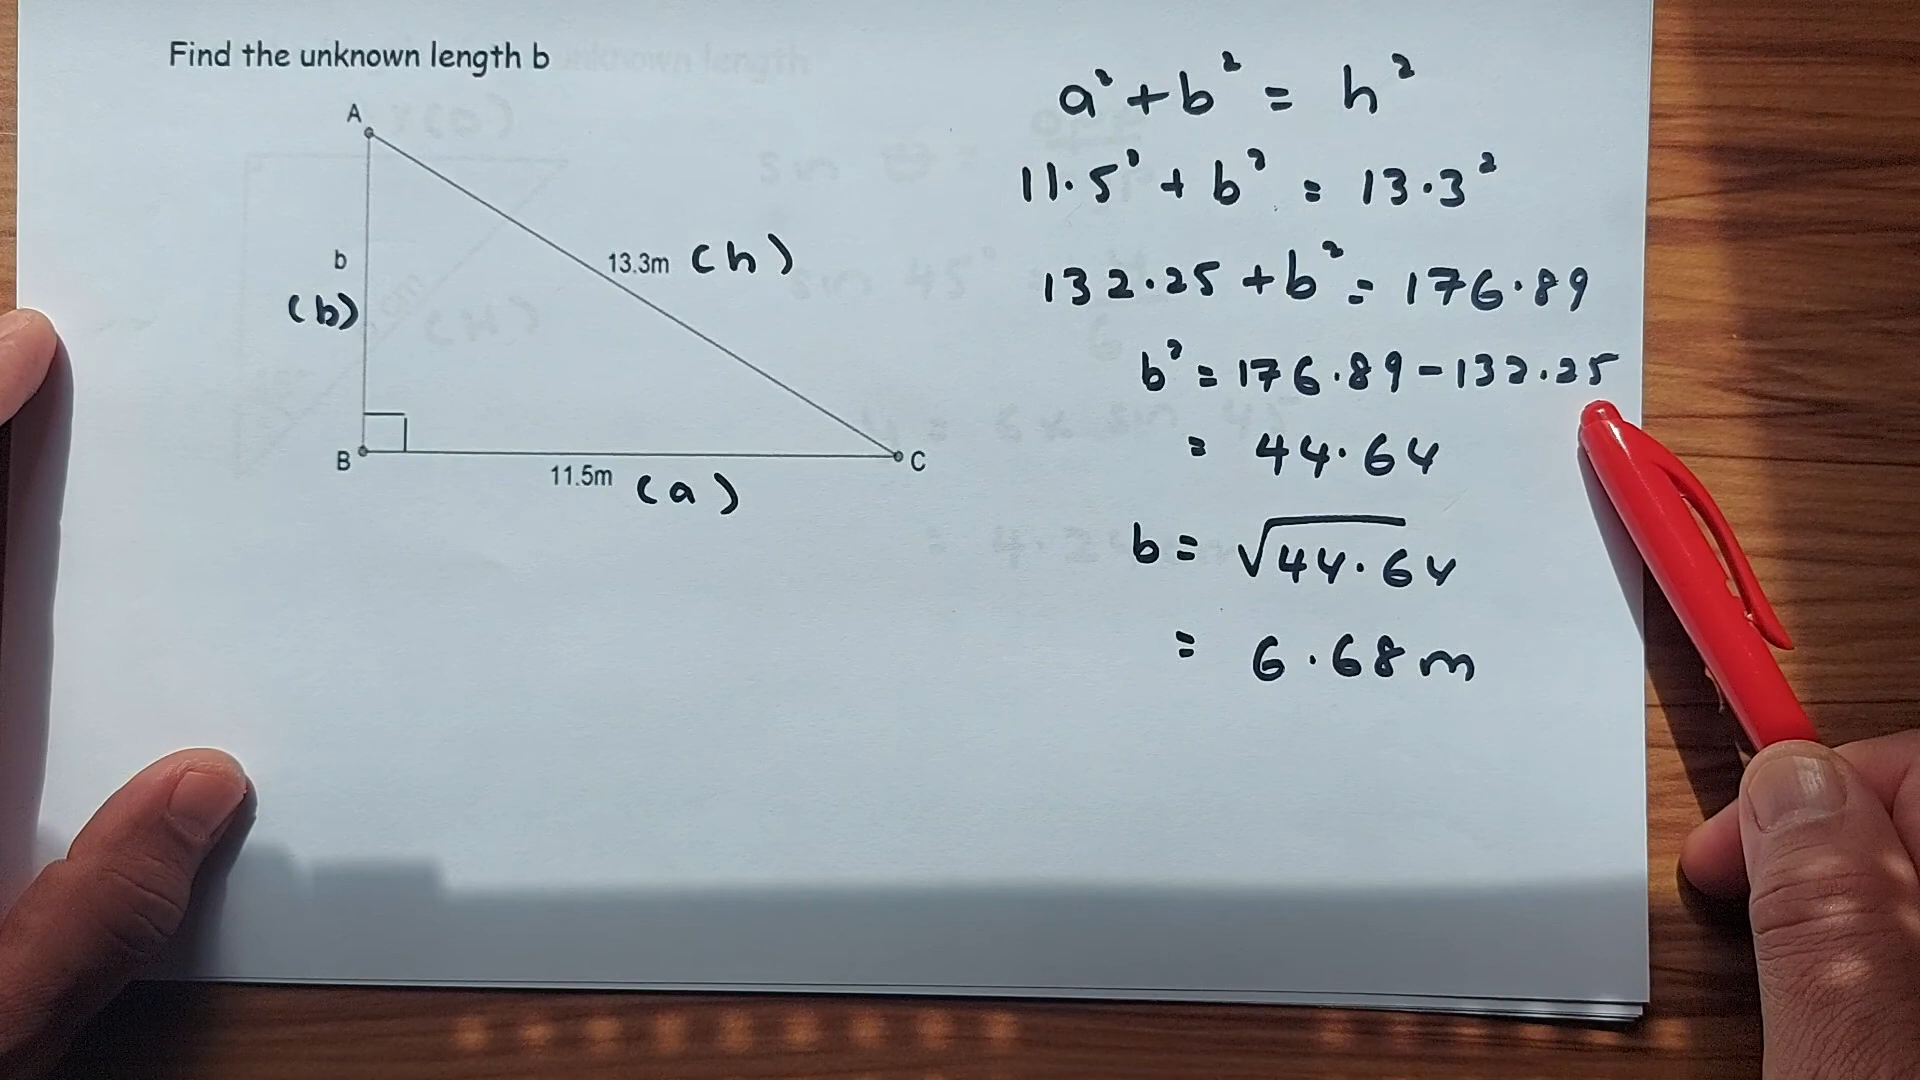 Find the unknown length b
A
b
(b)
13.3m (h)
B
C
11.5m (a)
a² + b² = h²
11.5² + b² = 13.3²
132.25 + b² = 176.89
b² = 176.89 - 132.25
= 44.64
b = √44.64
= 6.68 m